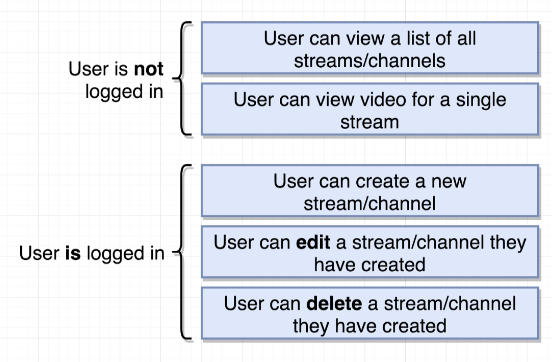 User is not
logged in
User can view a list of all
streams/channels
User can view video for a single
stream
User is logged in
User can create a new
stream/channel
User can edit a stream/channel they
have created
User can delete a stream/channel
they have created